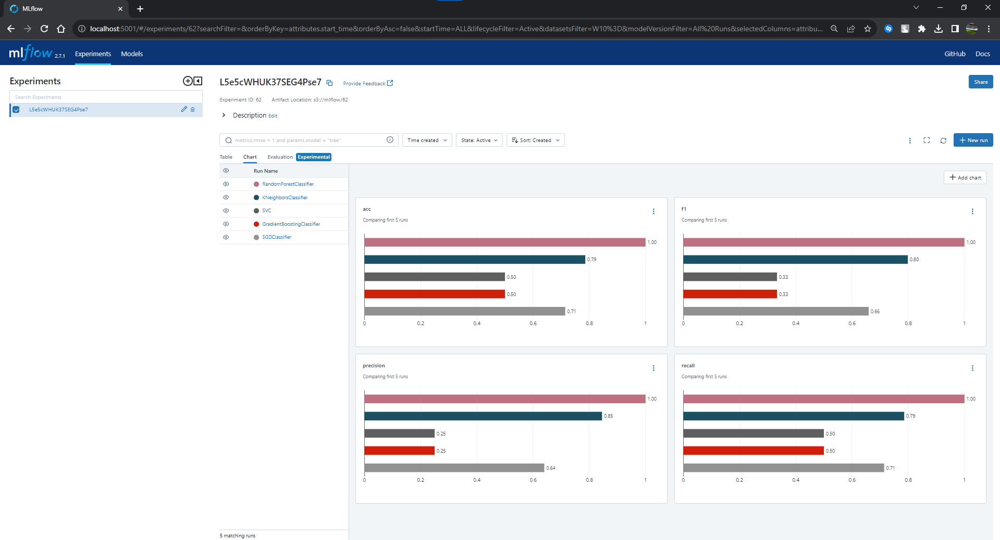 MLflow
localhost:5001/#/experiments/62?searchFilter=&orderByKey=attributes.start_time&orderByAsc=false&startTime=ALL&lifecycleFilter=Active&datasetsFilter=W10%3D&modelVersionFilter=All%20Runs&selectedColumns=attribu...
mlflow 2.7.1 Experiments Models GitHub Docs
Experiments
Search Experiments
L5e5cWHUK37SEG4Pse7
L5e5cWHUK37SEG4Pse7 Provide Feedback Share
Experiment ID: 62 Artifact Location: s3://mlflow/62
Description Edit
metrics.rmse < 1 and params.model = "tree" Time created State: Active Sort: Created New run
Table Chart Evaluation Experimental
Run Name
RandomForestClassifier
KNeighborsClassifier
SVC
GradientBoostingClassifier
SGDClassifier
5 matching runs
Add chart
acc
Comparing first 5 runs
1.00
0.79
0.50
0.50
0.71
0 0.2 0.4 0.6 0.8 1
f1
Comparing first 5 runs
1.00
0.80
0.33
0.33
0.66
0 0.2 0.4 0.6 0.8 1
precision
Comparing first 5 runs
1.00
0.85
0.25
0.25
0.64
0 0.2 0.4 0.6 0.8 1
recall
Comparing first 5 runs
1.00
0.79
0.50
0.50
0.71
0 0.2 0.4 0.6 0.8 1